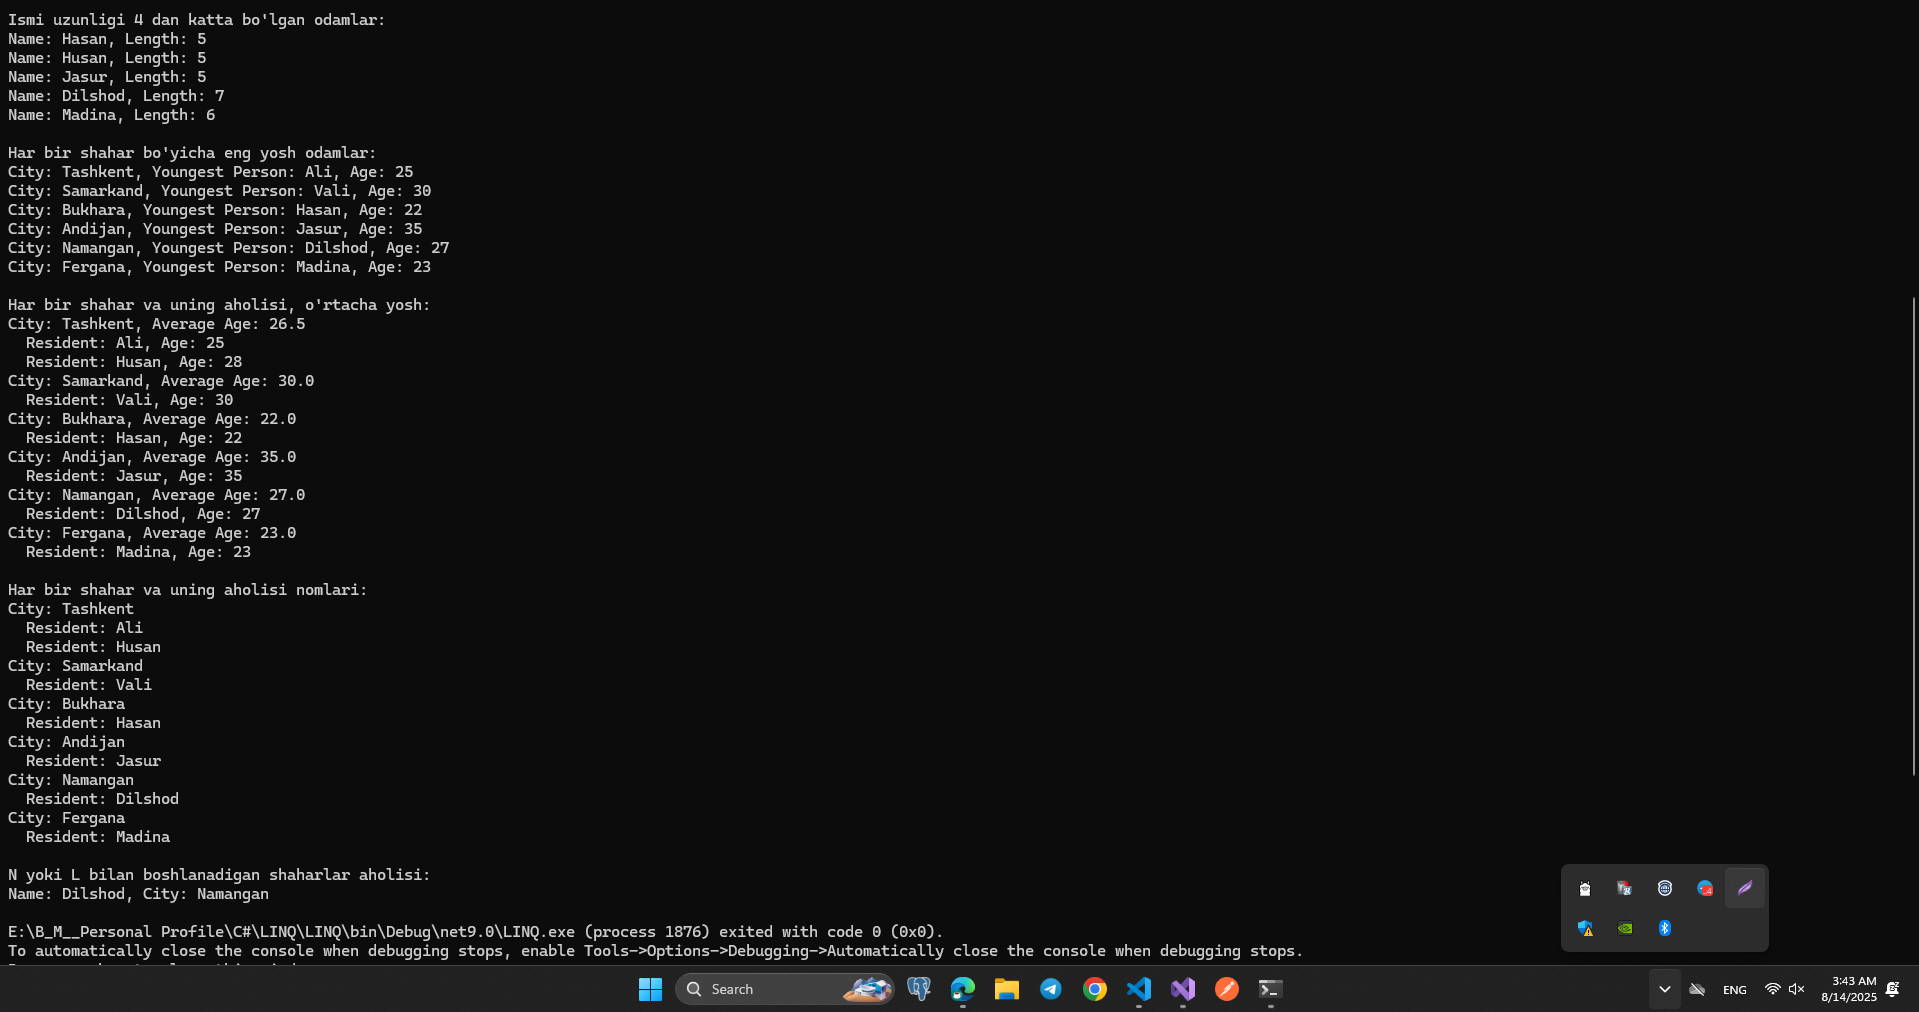 Ismi uzunligi 4 dan katta bo'lgan odamlar:
Name: Hasan, Length: 5
Name: Husan, Length: 5
Name: Jasur, Length: 5
Name: Dilshod, Length: 7
Name: Madina, Length: 6
Har bir shahar bo'yicha eng yosh odamlar:
City: Tashkent, Youngest Person: Ali, Age: 25
City: Samarkand, Youngest Person: Vali, Age: 30
City: Bukhara, Youngest Person: Hasan, Age: 22
City: Andijan, Youngest Person: Jasur, Age: 35
City: Namangan, Youngest Person: Dilshod, Age: 27
City: Fergana, Youngest Person: Madina, Age: 23
Har bir shahar va uning aholisi, o'rtacha yosh:
City: Tashkent, Average Age: 26.5
Resident: Ali, Age: 25
Resident: Husan, Age: 28
City: Samarkand, Average Age: 30.0
Resident: Vali, Age: 30
City: Bukhara, Average Age: 22.0
Resident: Hasan, Age: 22
City: Andijan, Average Age: 35.0
Resident: Jasur, Age: 35
City: Namangan, Average Age: 27.0
Resident: Dilshod, Age: 27
City: Fergana, Average Age: 23.0
Resident: Madina, Age: 23
Har bir shahar va uning aholisi nomlari:
City: Tashkent
Resident: Ali
Resident: Husan
City: Samarkand
Resident: Vali
City: Bukhara
Resident: Hasan
City: Andijan
Resident: Jasur
City: Namangan
Resident: Dilshod
City: Fergana
Resident: Madina
N yoki L bilan boshlanadigan shaharlar aholisi:
Name: Dilshod, City: Namangan
E:\B_M__Personal Profile\C#\LINQ\LINQ\bin\Debug\net9.0\LINQ.exe (process 1876) exited with code 0 (0x0).
To automatically close the console when debugging stops, enable Tools->Options->Debugging->Automatically close the console when debugging stops.
Search
ENG
3:43 AM
8/14/2025